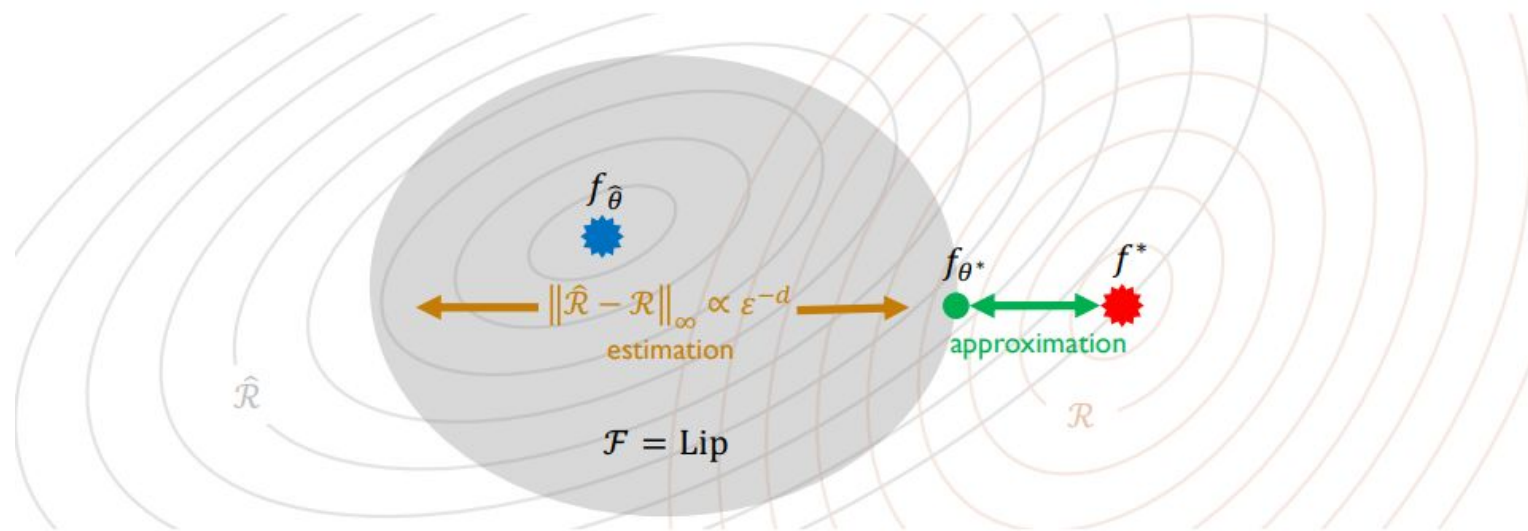 f_θ̂
f_θ*
f*
‖R̂ − R‖_∞ ∝ ε^{−d}
estimation
approximation
R̂
R
F = Lip